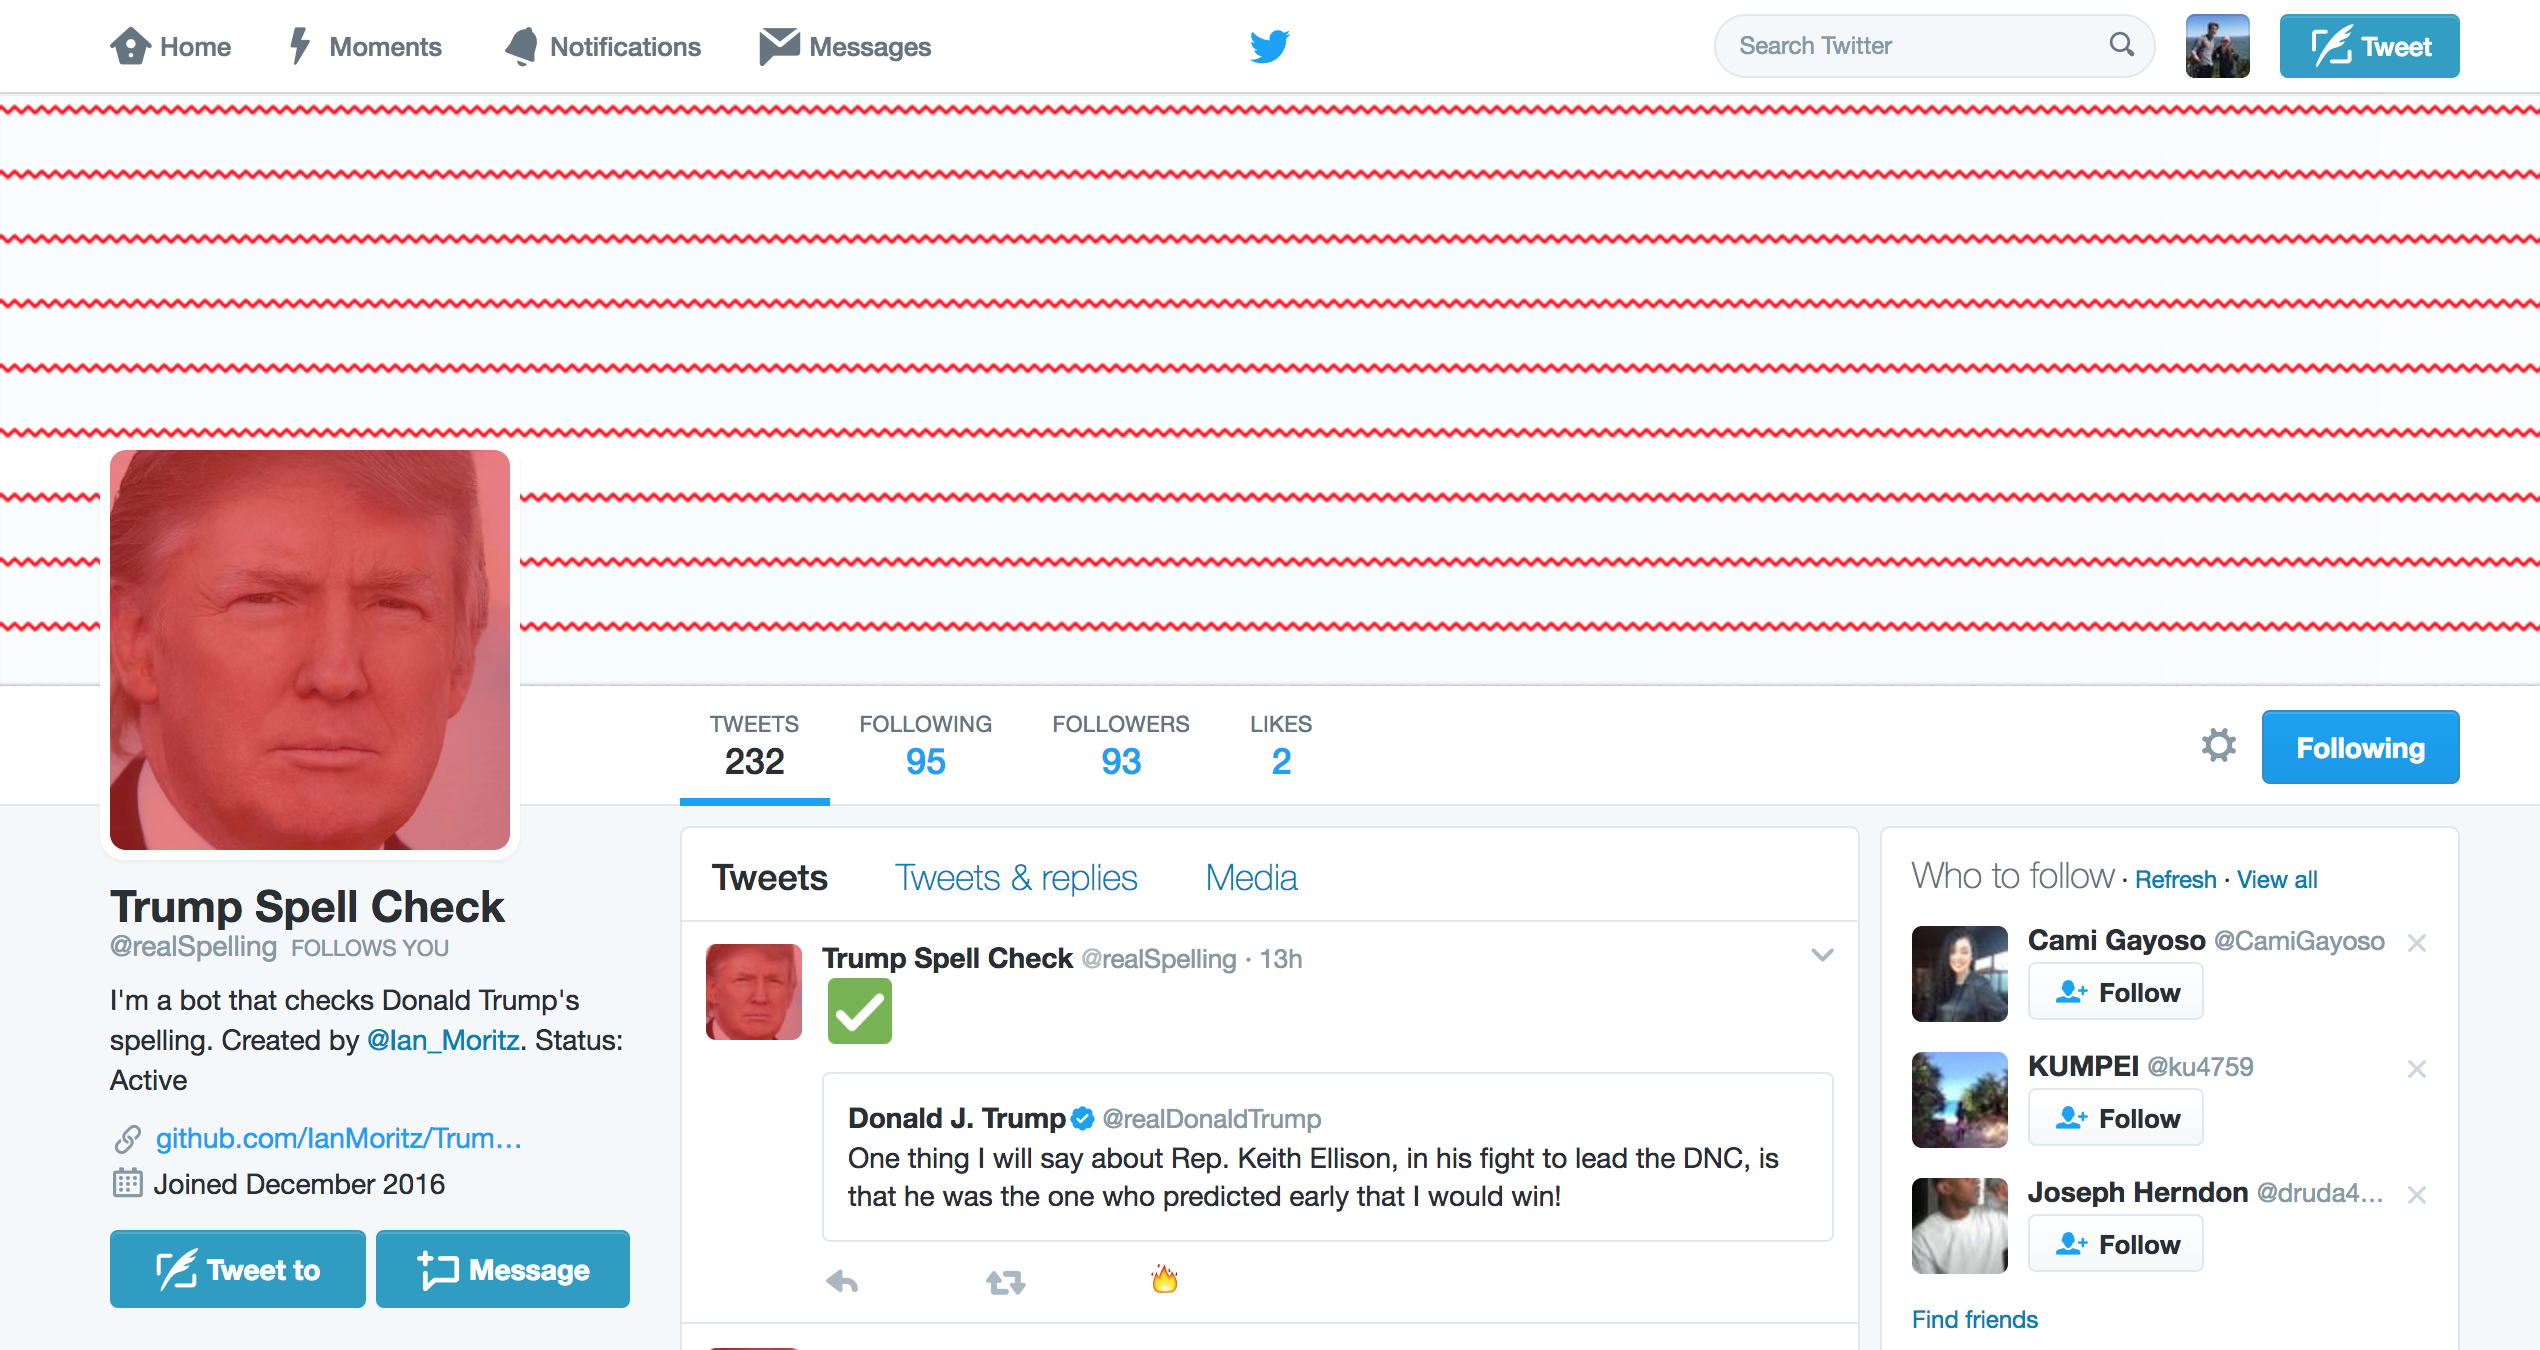 Home Moments Notifications Messages Search Twitter Tweet
TWEETS FOLLOWING FOLLOWERS LIKES
232 95 93 2
Following
Trump Spell Check
@realSpelling FOLLOWS YOU
I'm a bot that checks Donald Trump's
spelling. Created by @Ian_Moritz. Status:
Active
github.com/IanMoritz/Trum…
Joined December 2016
Tweet to Message
Tweets Tweets & replies Media
Trump Spell Check @realSpelling · 13h
Donald J. Trump @realDonaldTrump
One thing I will say about Rep. Keith Ellison, in his fight to lead the DNC, is
that he was the one who predicted early that I would win!
Who to follow · Refresh · View all
Cami Gayoso @CamiGayoso
Follow
KUMPEI @ku4759
Follow
Joseph Herndon @druda4...
Follow
Find friends